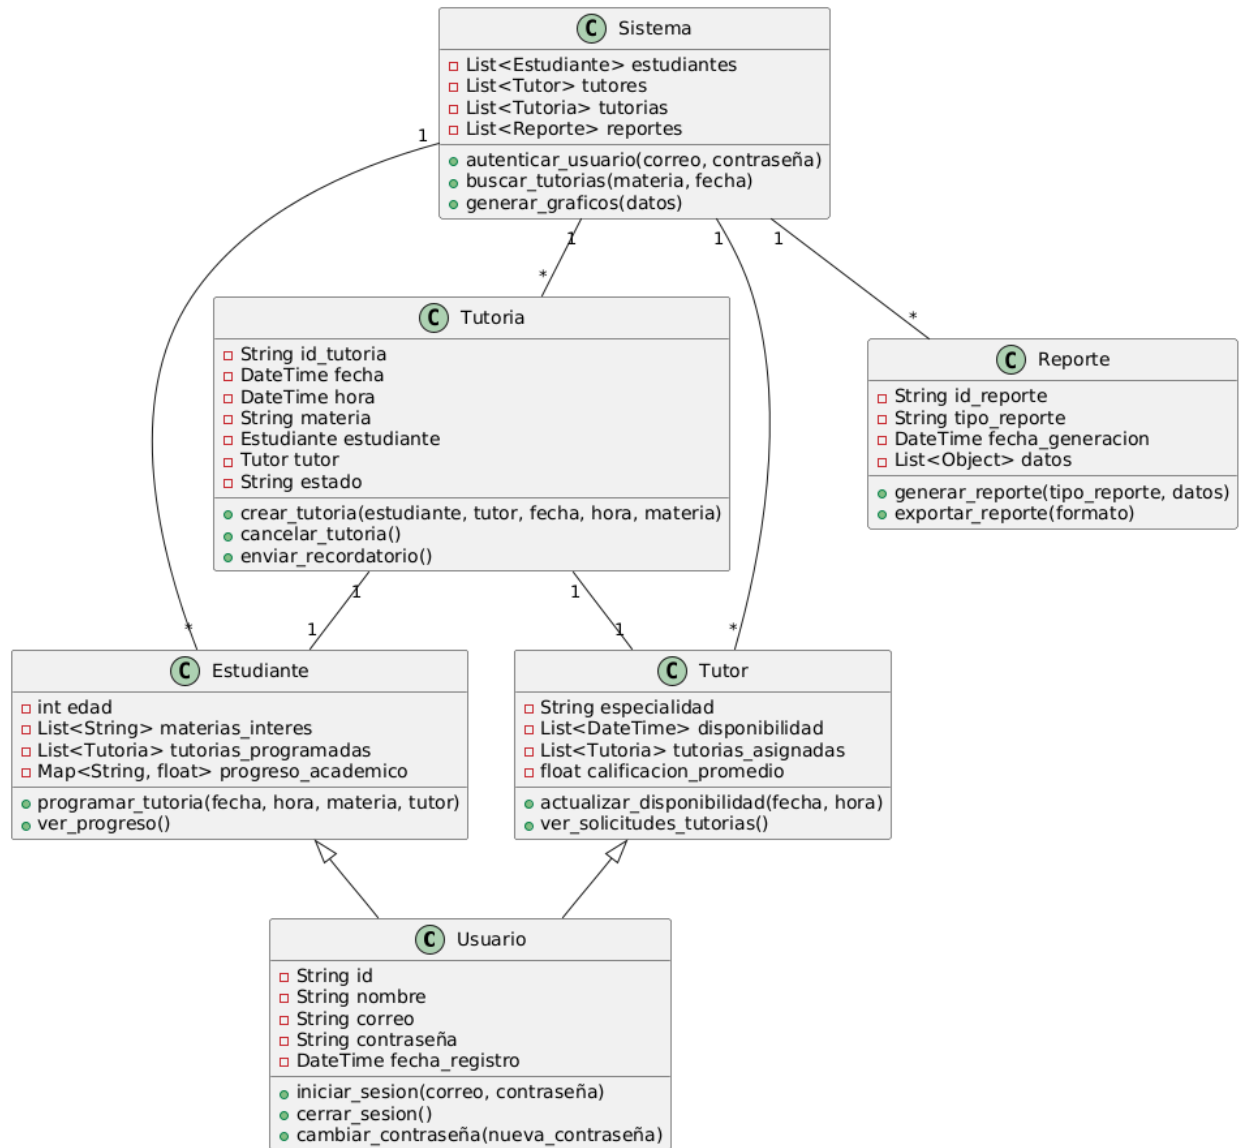 C Sistema
List<Estudiante> estudiantes
List<Tutor> tutores
List<Tutoria> tutorias
List<Reporte> reportes
autenticar_usuario(correo, contraseña)
buscar_tutorias(materia, fecha)
generar_graficos(datos)
1
1
1
1
*
*
C Tutoria
String id_tutoria
DateTime fecha
DateTime hora
String materia
Estudiante estudiante
Tutor tutor
String estado
crear_tutoria(estudiante, tutor, fecha, hora, materia)
cancelar_tutoria()
enviar_recordatorio()
C Reporte
String id_reporte
String tipo_reporte
DateTime fecha_generacion
List<Object> datos
generar_reporte(tipo_reporte, datos)
exportar_reporte(formato)
1
1
*
1
1
*
C Estudiante
int edad
List<String> materias_interes
List<Tutoria> tutorias_programadas
Map<String, float> progreso_academico
programar_tutoria(fecha, hora, materia, tutor)
ver_progreso()
C Tutor
String especialidad
List<DateTime> disponibilidad
List<Tutoria> tutorias_asignadas
float calificacion_promedio
actualizar_disponibilidad(fecha, hora)
ver_solicitudes_tutorias()
C Usuario
String id
String nombre
String correo
String contraseña
DateTime fecha_registro
iniciar_sesion(correo, contraseña)
cerrar_sesion()
cambiar_contraseña(nueva_contraseña)